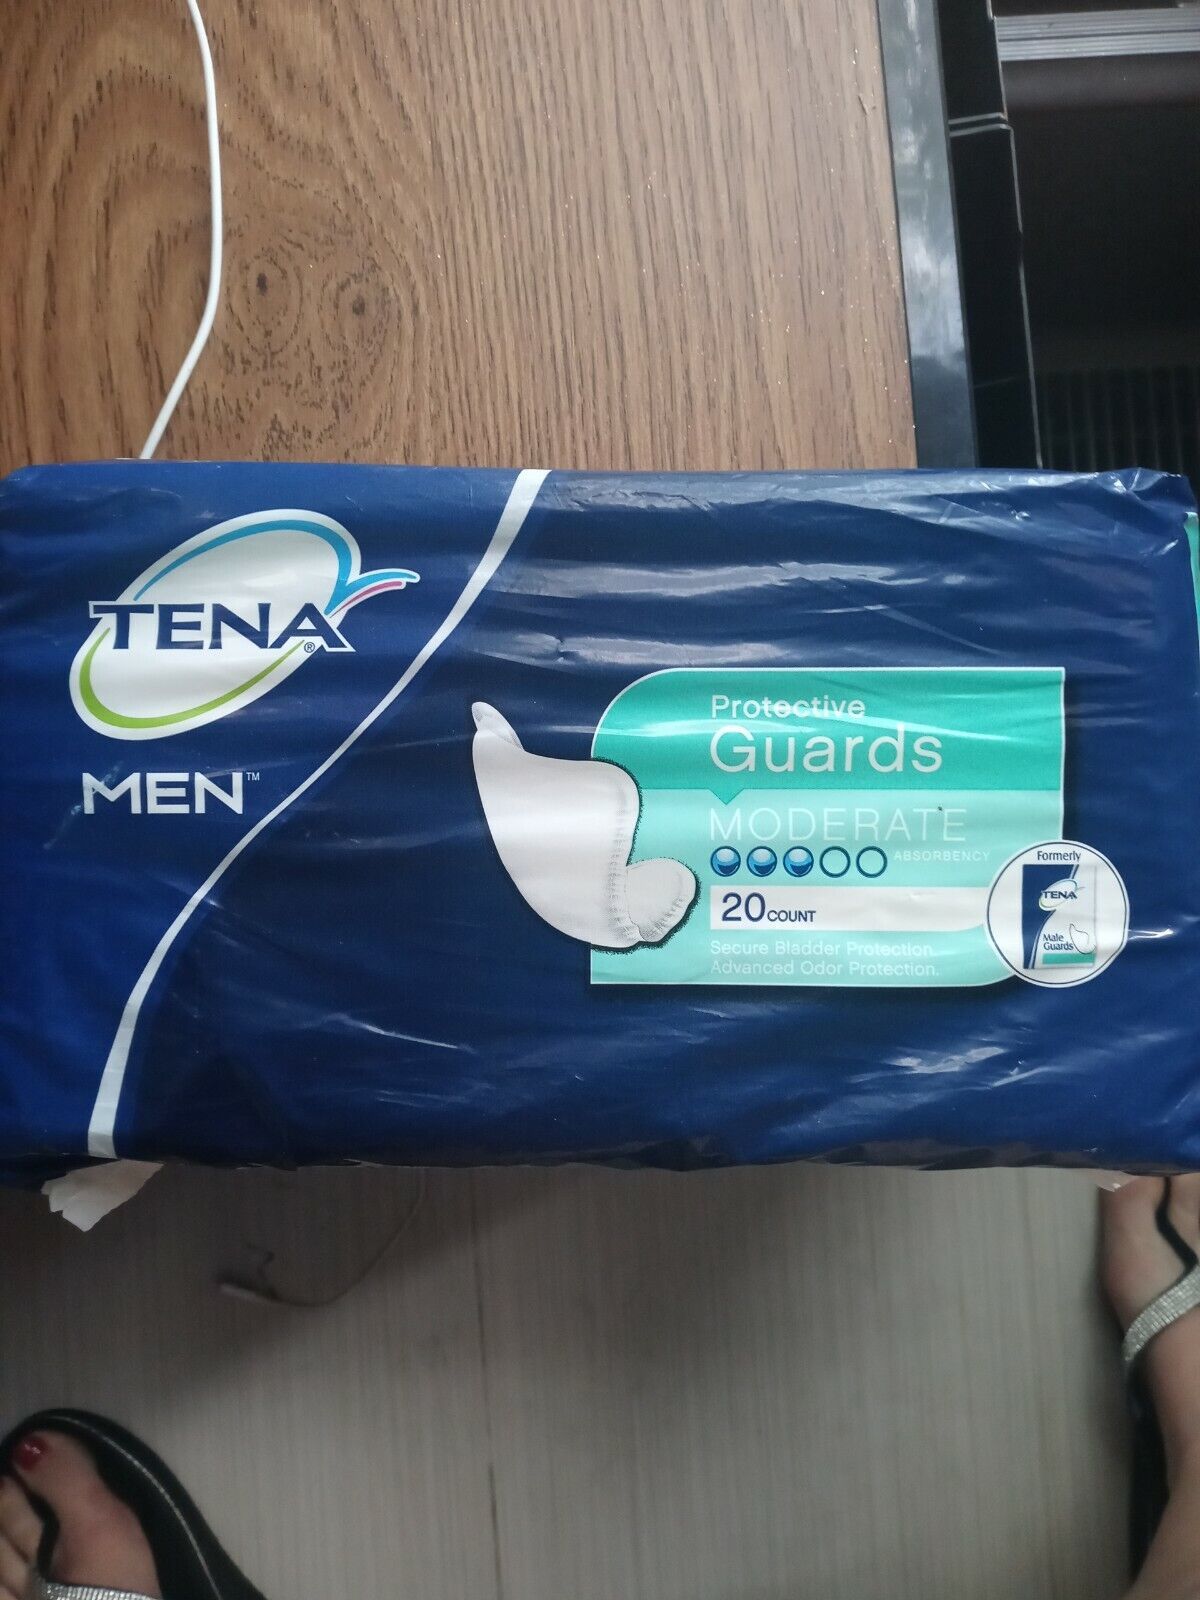 TENA®
MEN™
Protective
Guards
MODERATE
ABSORBENCY
20 COUNT
Secure Bladder Protection.
Advanced Odor Protection.
Formerly
TENA
Male
Guards